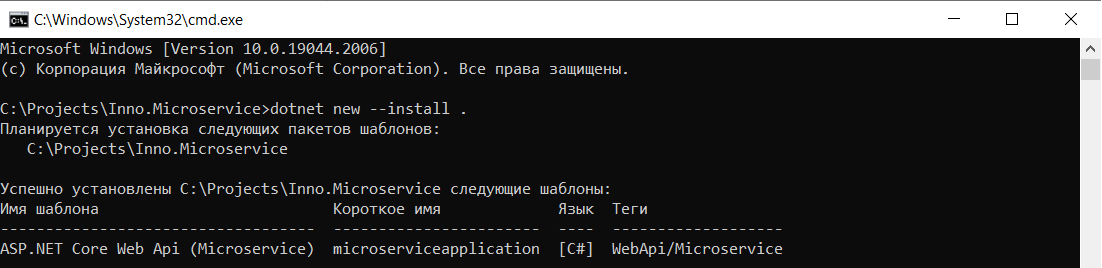 C:\Windows\System32\cmd.exe
Microsoft Windows [Version 10.0.19044.2006]
(c) Корпорация Майкрософт (Microsoft Corporation). Все права защищены.
C:\Projects\Inno.Microservice>dotnet new --install .
Планируется установка следующих пакетов шаблонов:
   C:\Projects\Inno.Microservice
Успешно установлены C:\Projects\Inno.Microservice следующие шаблоны:
Имя шаблона                          Короткое имя             Язык  Теги
-----------------------------------  -----------------------  ----  -------------------
ASP.NET Core Web Api (Microservice)  microserviceapplication  [C#]  WebApi/Microservice